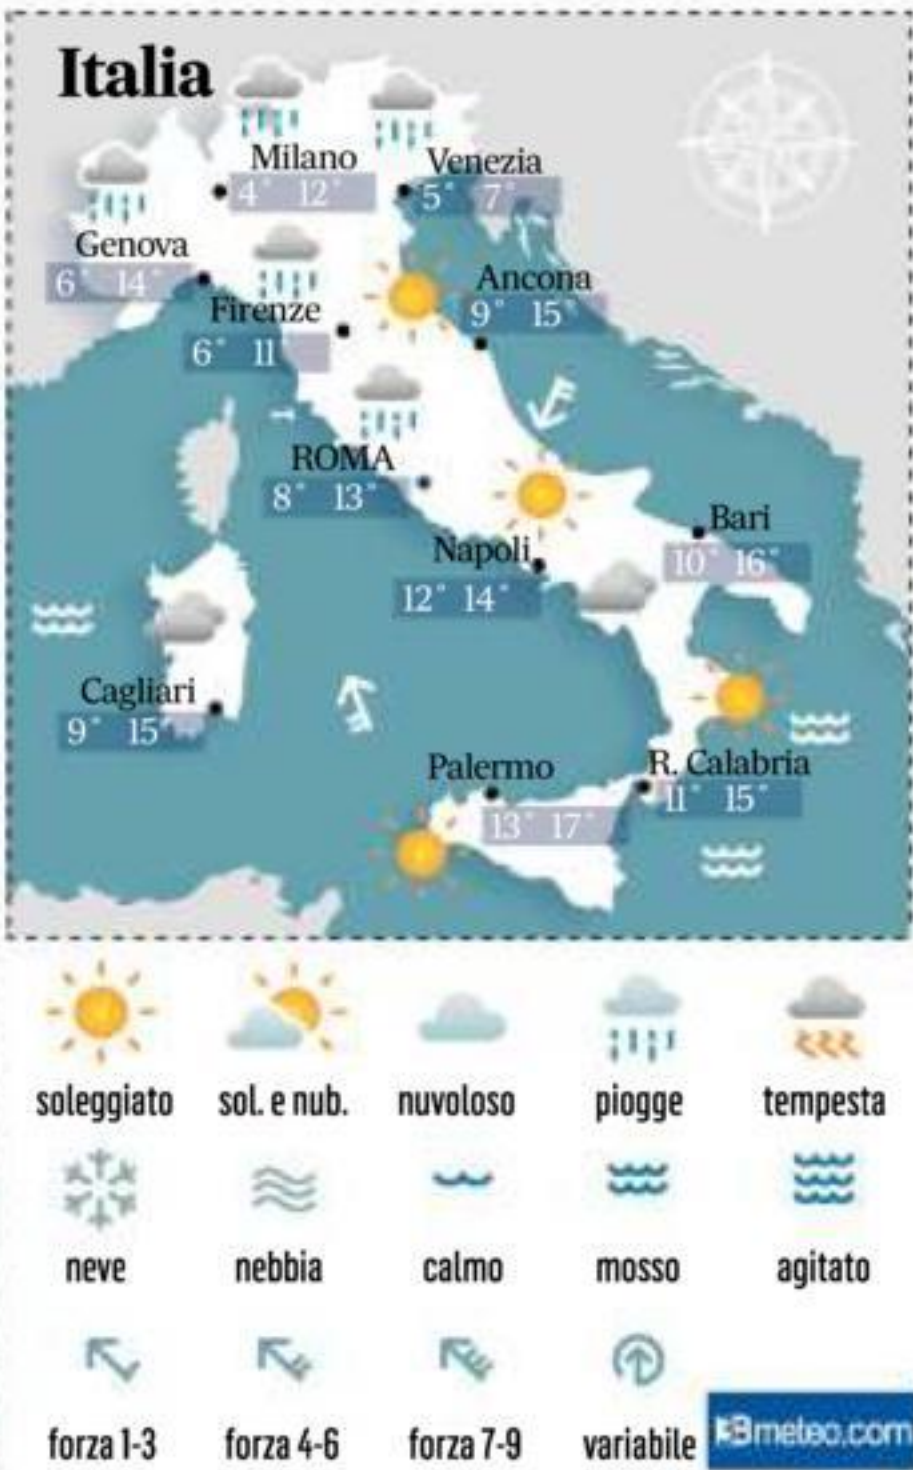 Italia
Milano
4° 12°
Venezia
5° 7°
Genova
6° 14°
Ancona
9° 15°
Firenze
6° 11
ROMA
8° 13°
Bari
10° 16°
Napoli
12° 14°
Cagliari
9° 15°
Palermo
13° 17°
R. Calabria
11° 15°
soleggiato sol. e nub. nuvoloso piogge tempesta
neve nebbia calmo mosso agitato
forza 1-3 forza 4-6 forza 7-9 variabile
3Bmeteo.com